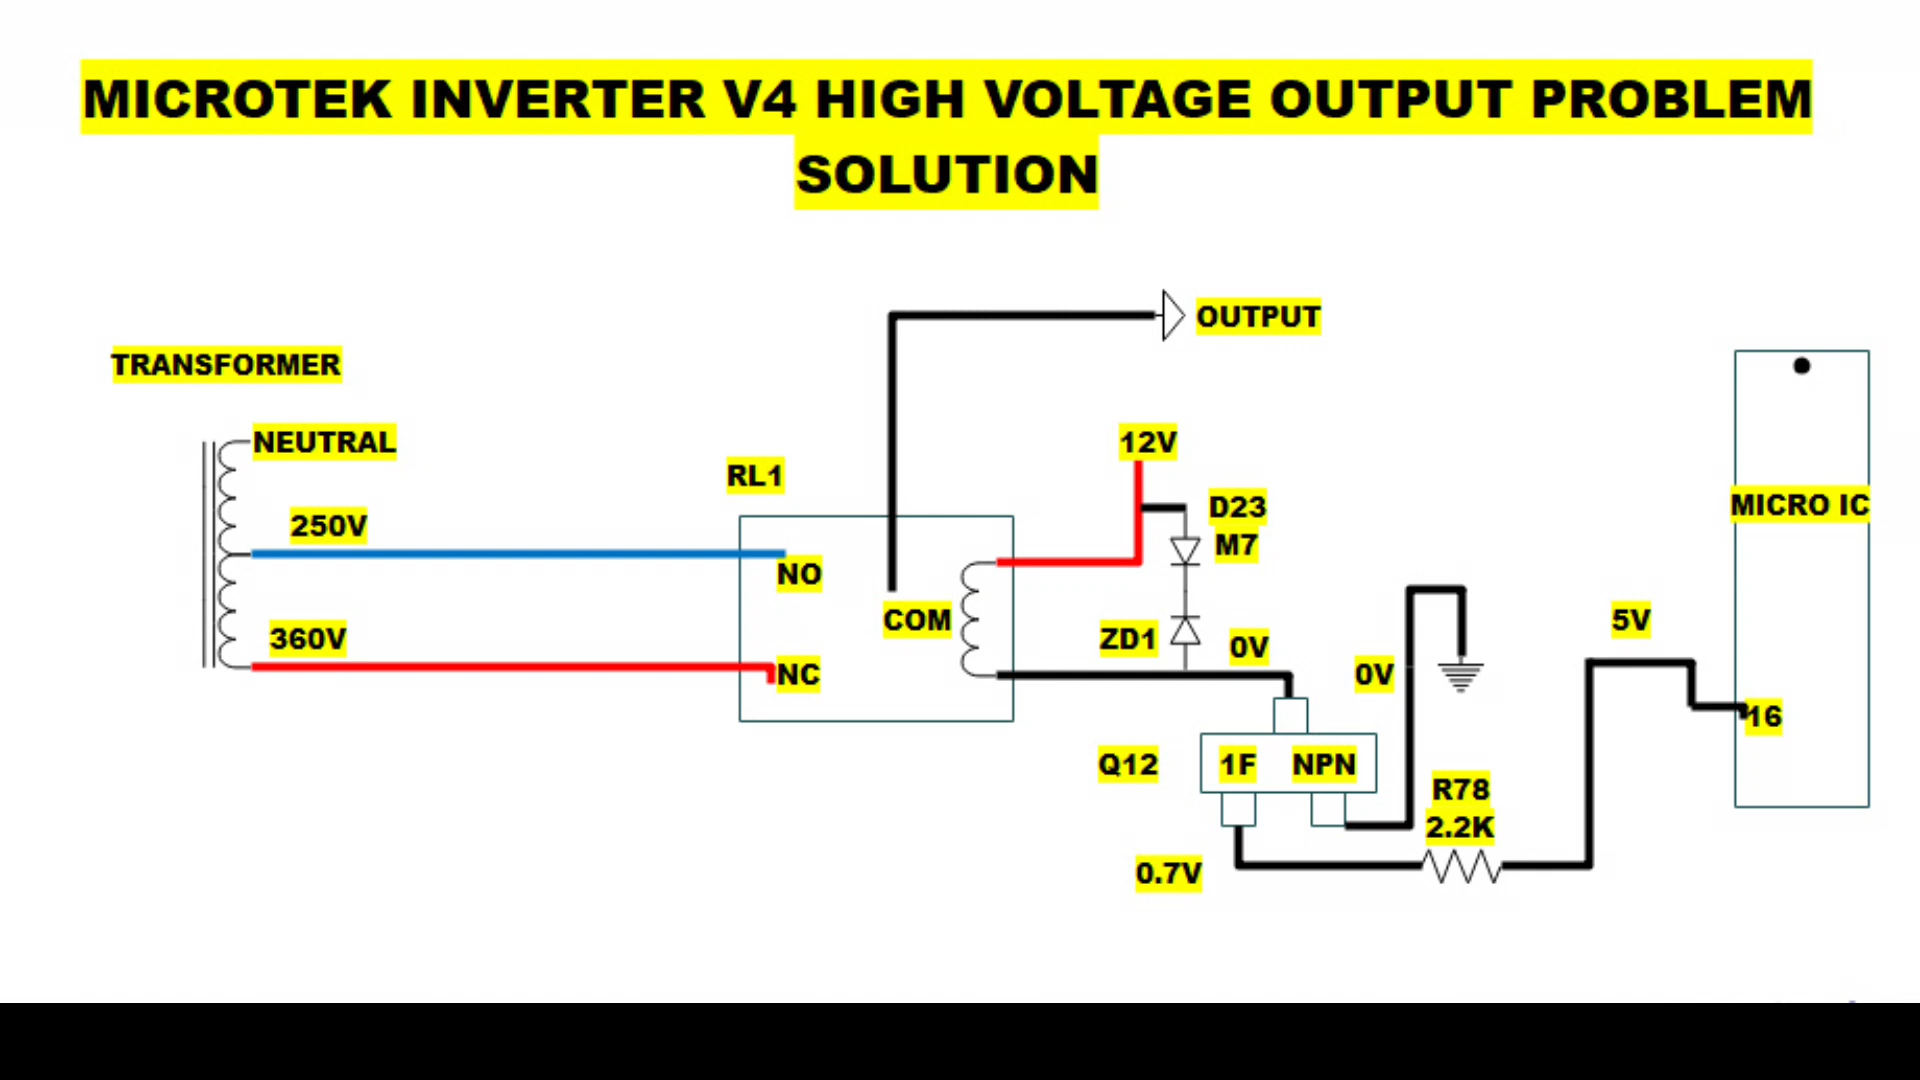 MICROTEK INVERTER V4 HIGH VOLTAGE OUTPUT PROBLEM
SOLUTION
OUTPUT
TRANSFORMER
NEUTRAL
12V
RL1
250V
D23
M7
MICRO IC
NO
COM
ZD1
0V
5V
360V
NC
0V
16
Q12
1F
NPN
R78
2.2K
0.7V